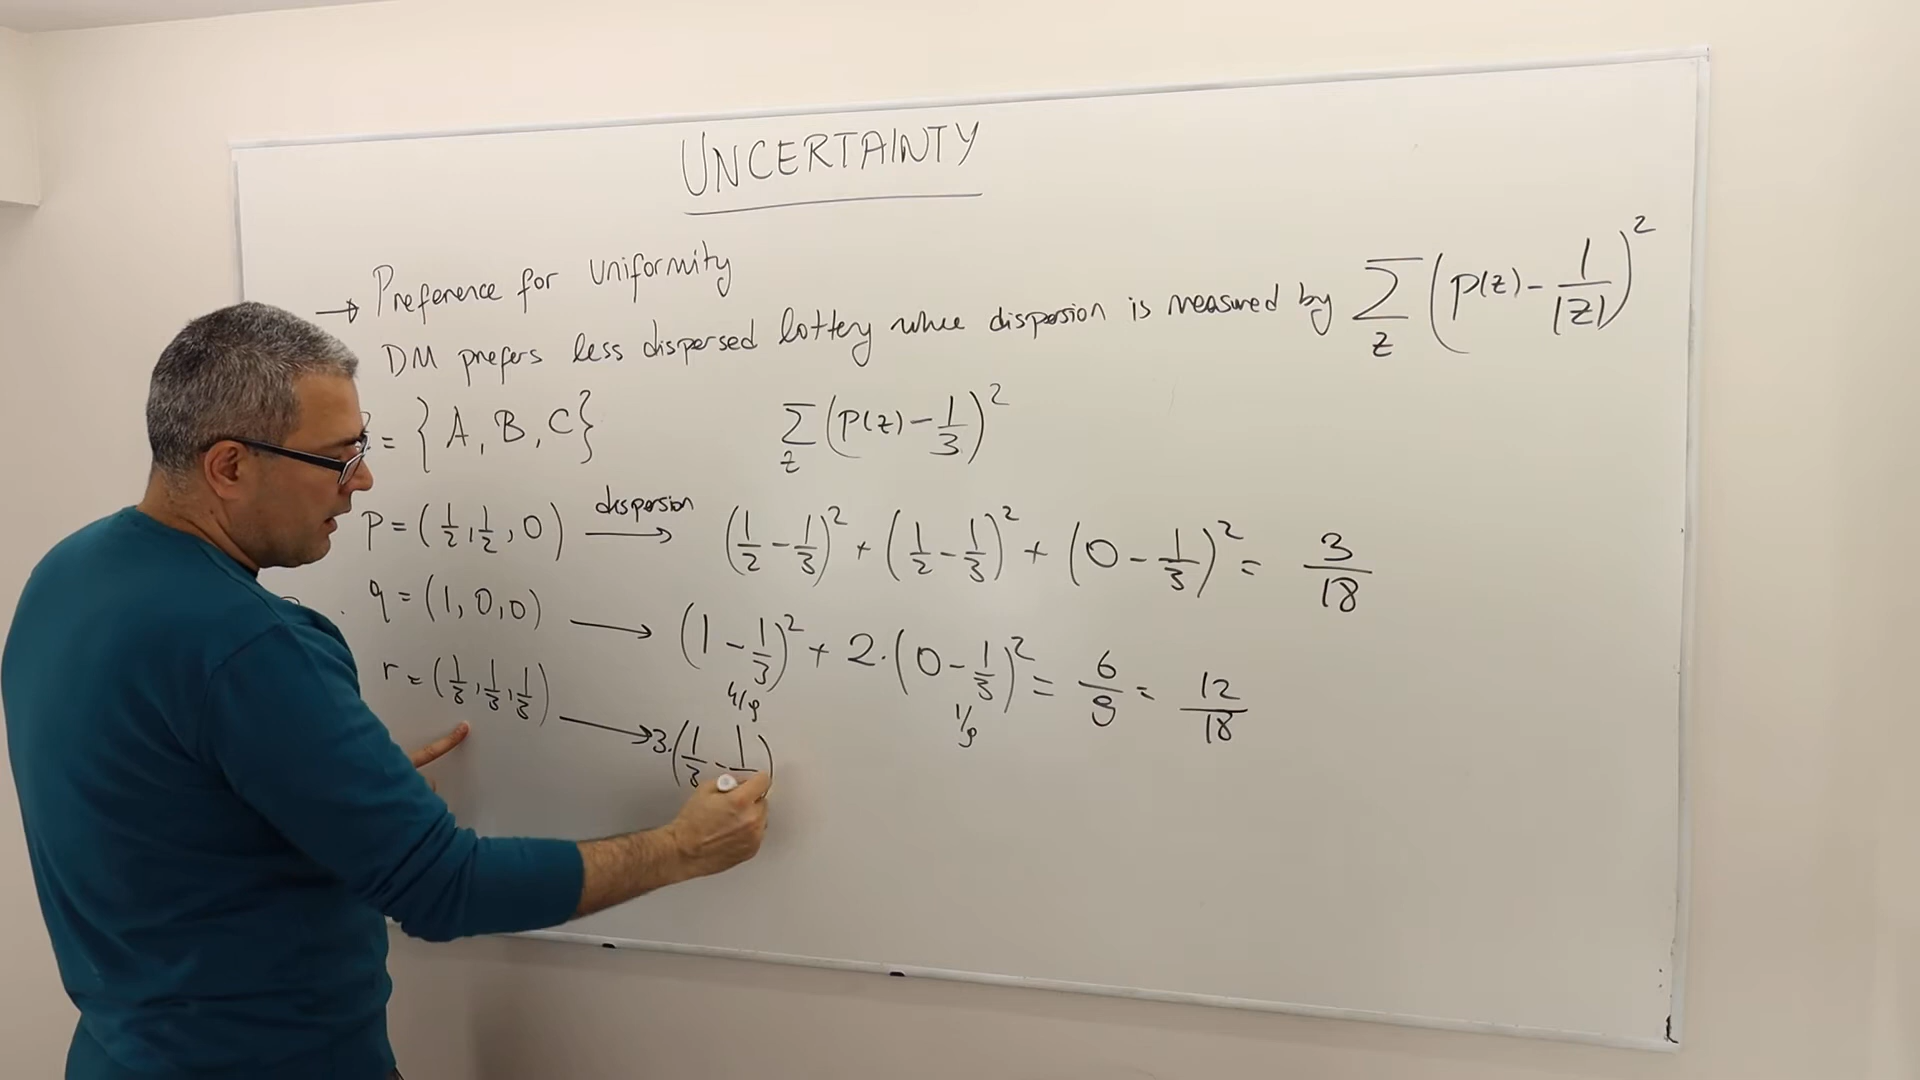 UNCERTAINTY
→ Preference for Uniformity
DM prefers less dispersed lottery whee dispersion is measured by ∑_z (p(z) - 1/|Z|)^2
= {A, B, C}
∑_z (p(z) - 1/3)^2
p = (1/2, 1/2, 0) dispersion → (1/2 - 1/3)^2 + (1/2 - 1/3)^2 + (0 - 1/3)^2 = 3/18
q = (1, 0, 0) → (1 - 1/3)^2 + 2·(0 - 1/3)^2 = 6/9 = 12/18
4/9 1/9
r = (1/3, 1/3, 1/3) → 3·(1/3 - 1